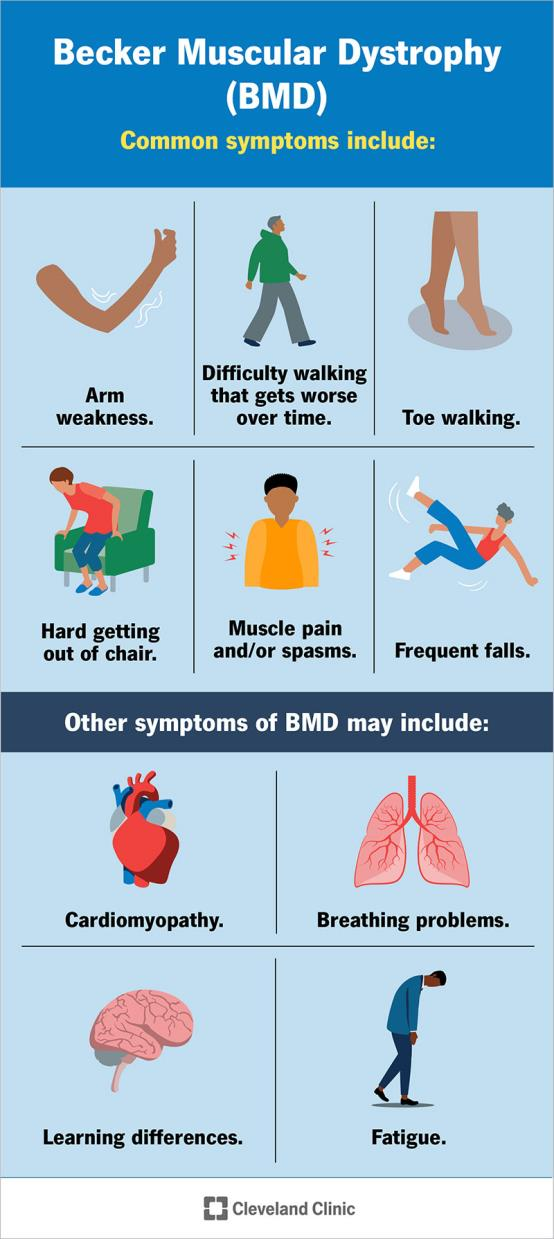 Becker Muscular Dystrophy
(BMD)
Common symptoms include:
Arm
weakness.
Difficulty walking
that gets worse
over time.
Toe walking.
Hard getting
out of chair.
Muscle pain
and/or spasms.
Frequent falls.
Other symptoms of BMD may include:
Cardiomyopathy.
Breathing problems.
Learning differences.
Fatigue.
Cleveland Clinic